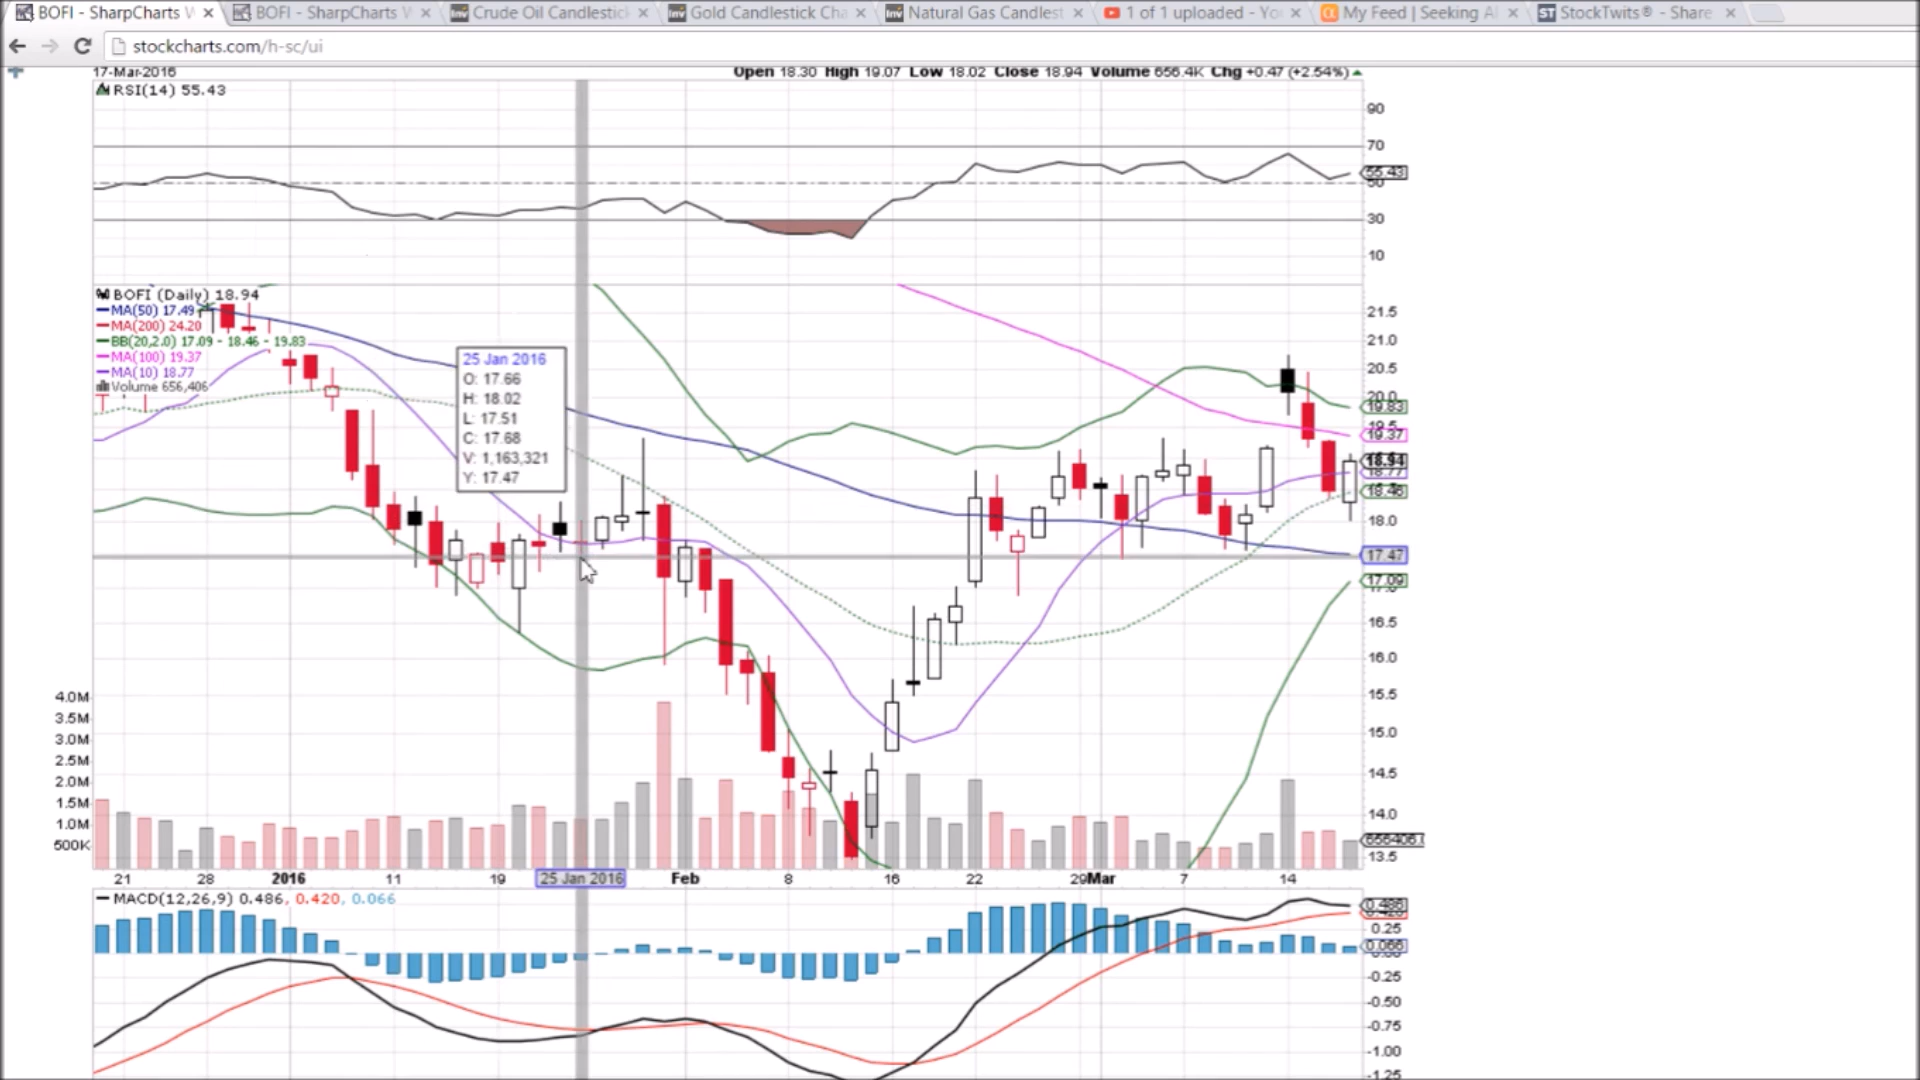 BOFI - SharpCharts W
BOFI - SharpCharts W
Crude Oil Candlestick
Gold Candlestick Cha
Natural Gas Candlest
1 of 1 uploaded - Yo
My Feed | Seeking Al
StockTwits® - Share
stockcharts.com/h-sc/ui
17-Mar-2016
Open 18.30 High 19.07 Low 18.02 Close 18.94 Volume 656.4K Chg +0.47 (+2.54%)
RSI(14) 55.43
90
70
55.43
50
30
10
BOFI (Daily) 18.94
MA(50) 17.49
MA(200) 24.20
BB(20,2.0) 17.09 - 18.46 - 19.83
MA(100) 19.37
MA(10) 18.77
Volume 656,406
25 Jan 2016
O: 17.66
H: 18.02
L: 17.51
C: 17.68
V: 1,163,321
Y: 17.47
21.5
21.0
20.5
20.0
19.83
19.5
19.37
18.94
18.77
18.46
18.0
17.47
17.09
16.5
16.0
15.5
15.0
14.5
14.0
656406.0
13.5
4.0M
3.5M
3.0M
2.5M
2.0M
1.5M
1.0M
500K
21 28 2016 11 19 25 Jan 2016 Feb 8 16 22 29 Mar 7 14
MACD(12,26,9) 0.486, 0.420, 0.066
0.486
0.420
0.25
0.066
-0.25
-0.50
-0.75
-1.00
-1.25